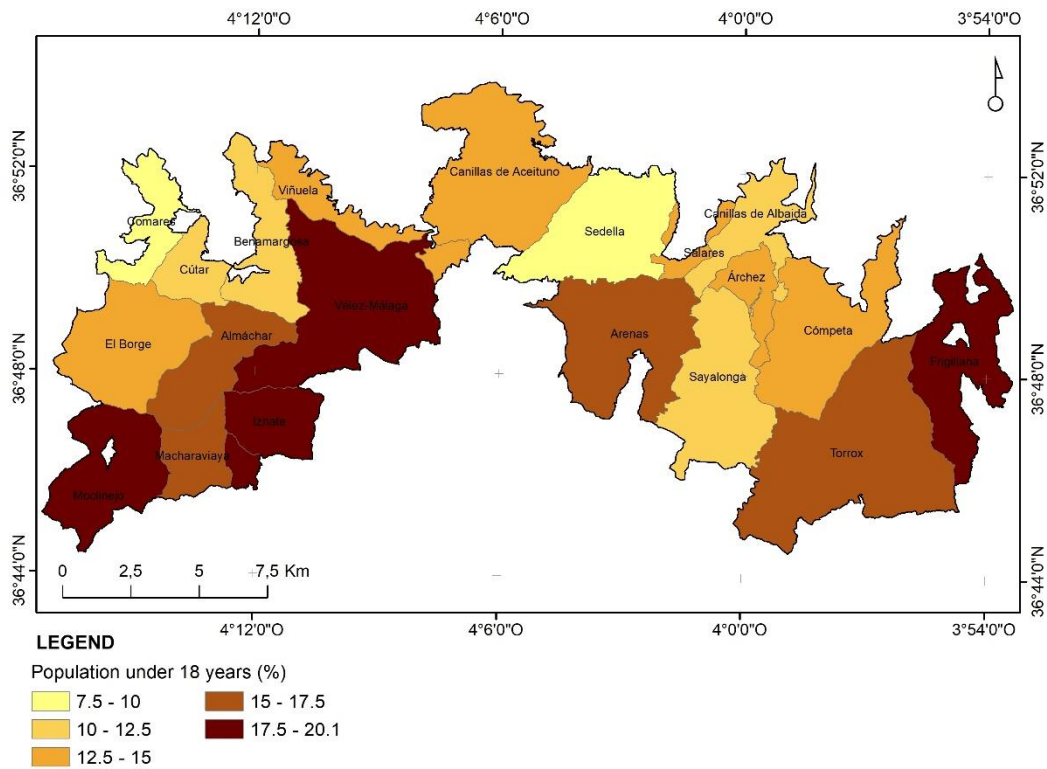 4°12'0"O 4°6'0"O 4°0'0"O 3°54'0"O
36°52'0"N
36°52'0"N
Canillas de Aceituno
Viñuela
Comares
Canillas de Albaida
Benamargosa
Sedella
Salares
Cútar
Árchez
Vélez-Málaga
Almáchar
Arenas
Cómpeta
El Borge
Frigiliana
36°48'0"N
36°48'0"N
Sayalonga
Iznate
Macharaviaya
Torrox
Moclinejo
36°44'0"N
36°44'0"N
0 2,5 5 7,5 Km
4°12'0"O 4°6'0"O 4°0'0"O 3°54'0"O
LEGEND
Population under 18 years (%)
7.5 - 10
10 - 12.5
12.5 - 15
15 - 17.5
17.5 - 20.1